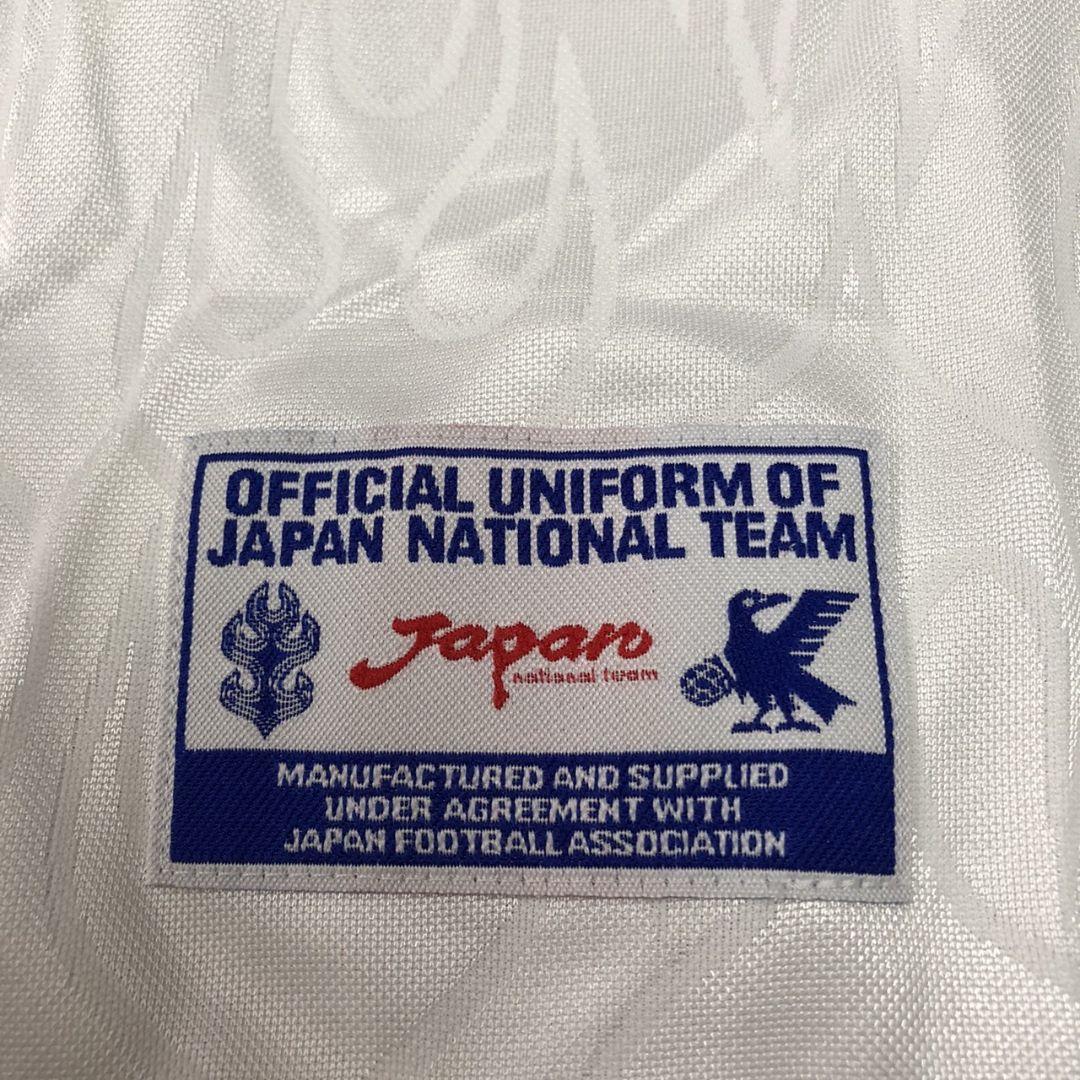 OFFICIAL UNIFORM OF
JAPAN NATIONAL TEAM
Japan
national team
MANUFACTURED AND SUPPLIED
UNDER AGREEMENT WITH
JAPAN FOOTBALL ASSOCIATION